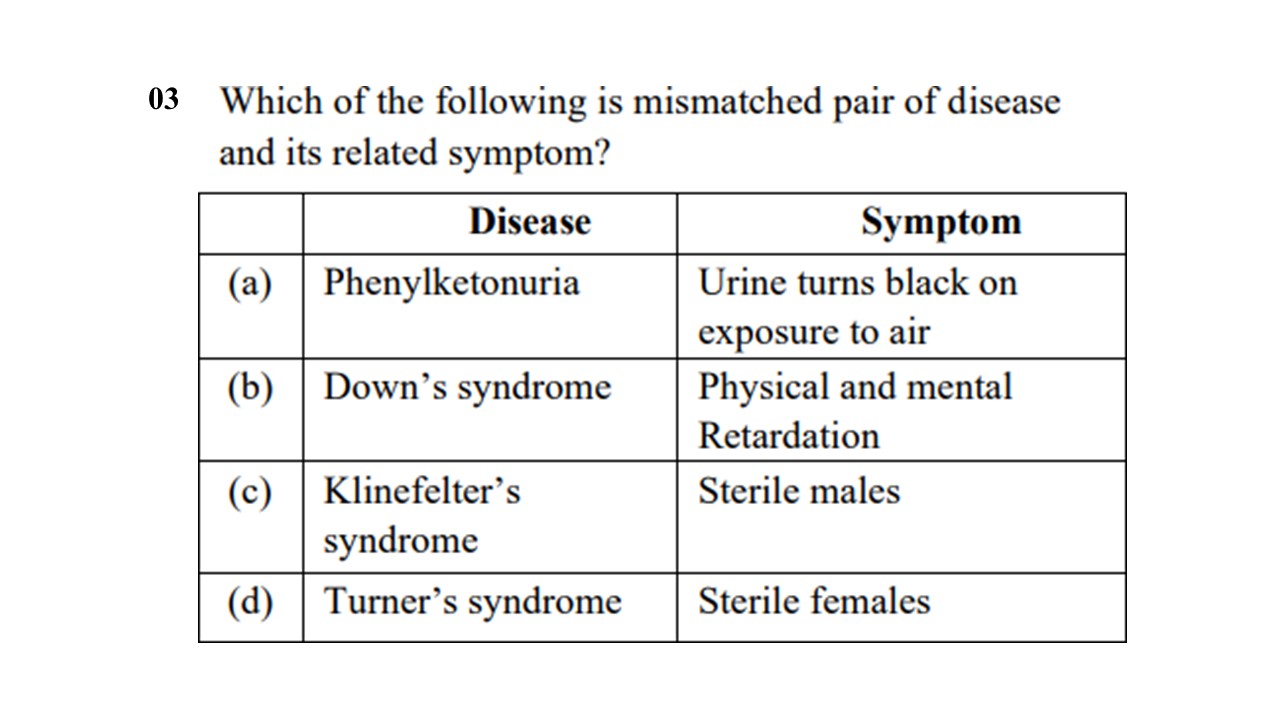 03 Which of the following is mismatched pair of disease
and its related symptom?
Disease Symptom
(a) Phenylketonuria Urine turns black on
exposure to air
(b) Down’s syndrome Physical and mental
Retardation
(c) Klinefelter’s Sterile males
syndrome
(d) Turner’s syndrome Sterile females